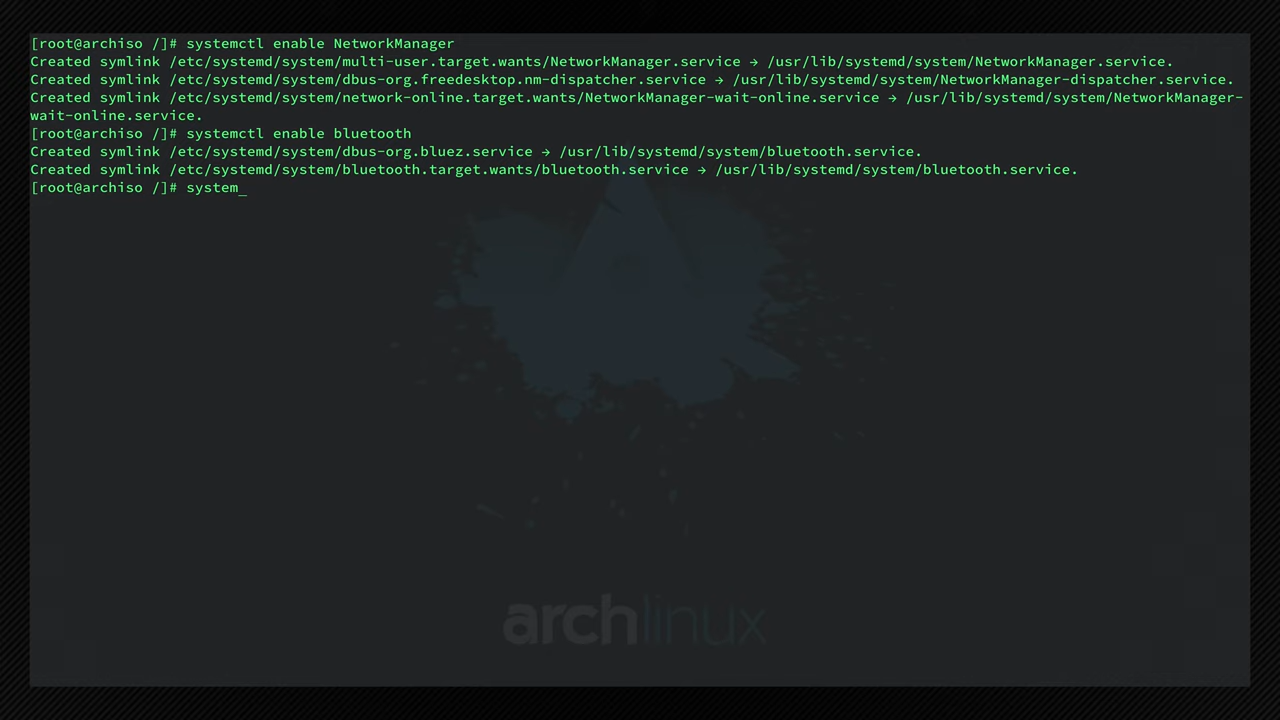 [root@archiso /]# systemctl enable NetworkManager
Created symlink /etc/systemd/system/multi-user.target.wants/NetworkManager.service → /usr/lib/systemd/system/NetworkManager.service.
Created symlink /etc/systemd/system/dbus-org.freedesktop.nm-dispatcher.service → /usr/lib/systemd/system/NetworkManager-dispatcher.service.
Created symlink /etc/systemd/system/network-online.target.wants/NetworkManager-wait-online.service → /usr/lib/systemd/system/NetworkManager-
wait-online.service.
[root@archiso /]# systemctl enable bluetooth
Created symlink /etc/systemd/system/dbus-org.bluez.service → /usr/lib/systemd/system/bluetooth.service.
Created symlink /etc/systemd/system/bluetooth.target.wants/bluetooth.service → /usr/lib/systemd/system/bluetooth.service.
[root@archiso /]# system_
archlinux